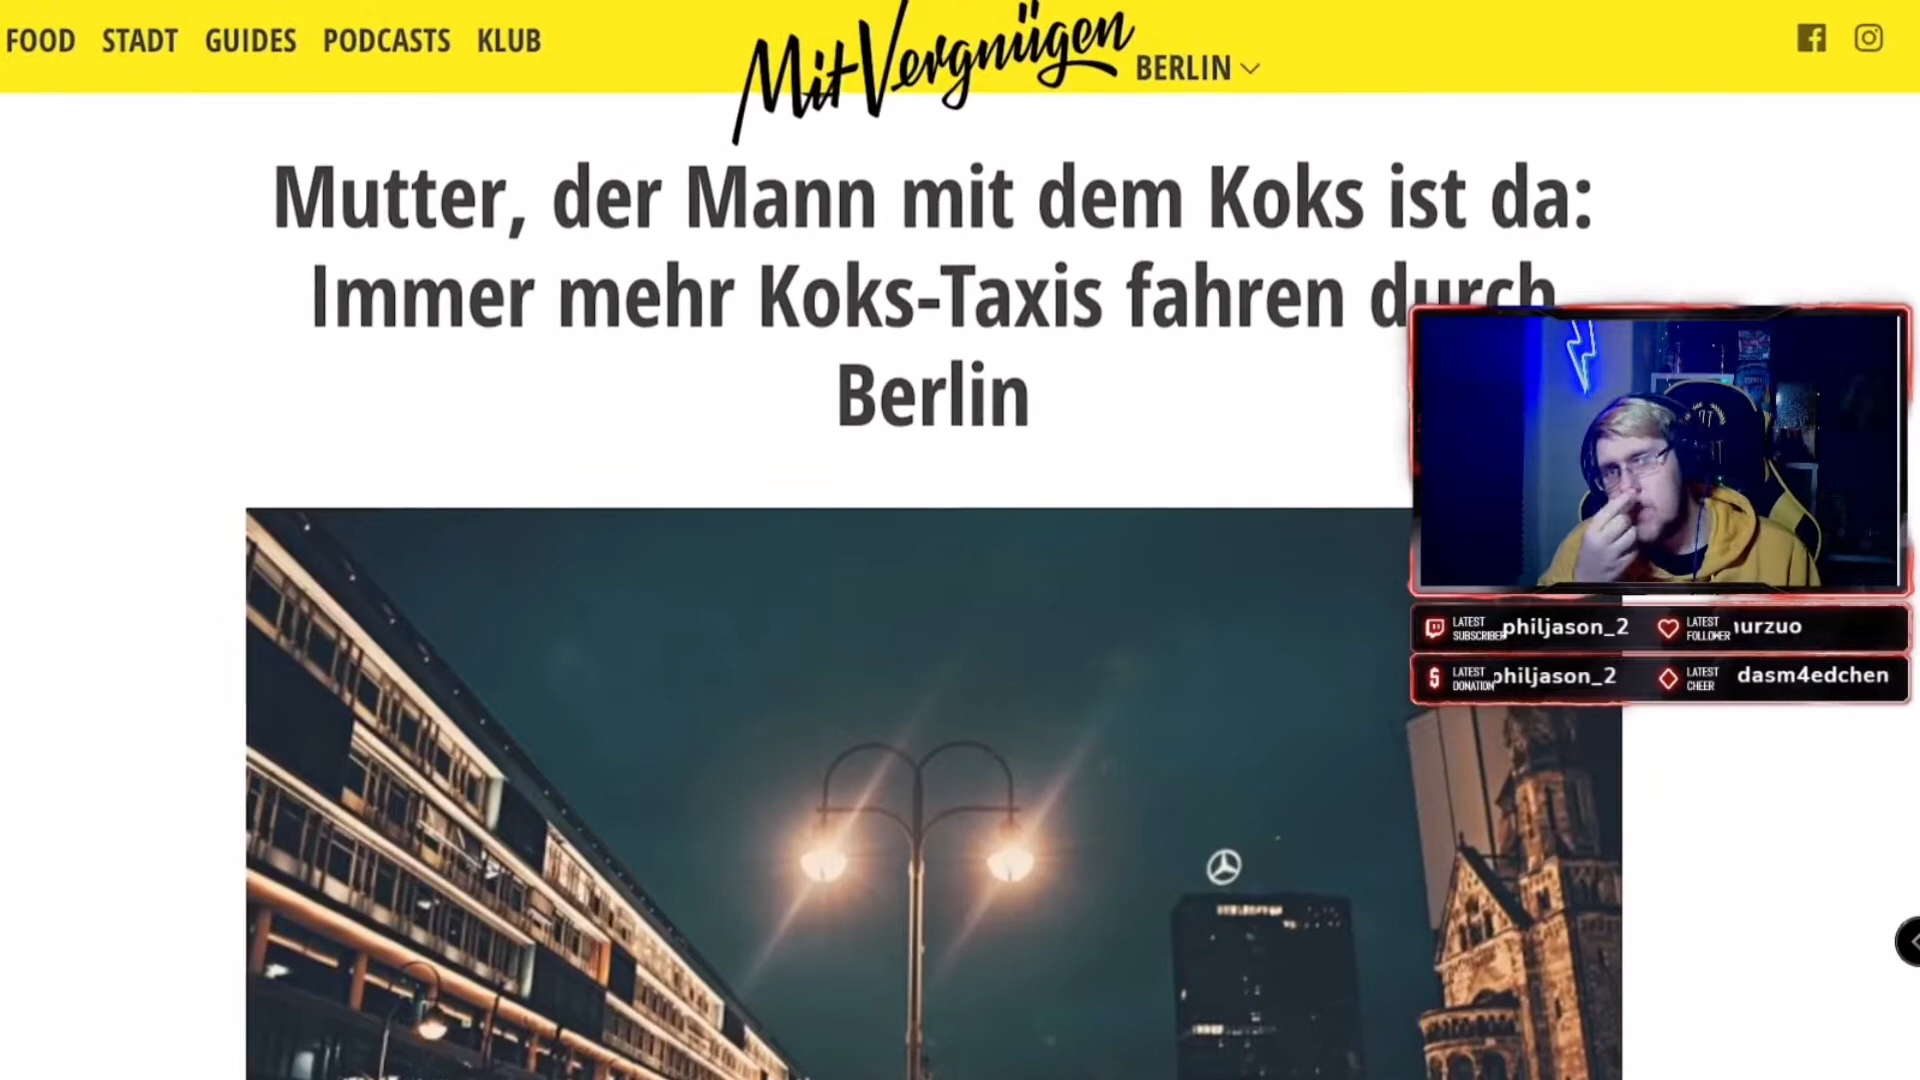 FOOD STADT GUIDES PODCASTS KLUB
Mit Vergnügen
BERLIN
Mutter, der Mann mit dem Koks ist da:
Immer mehr Koks-Taxis fahren durch
Berlin
LATEST SUBSCRIBER philjason_2
LATEST FOLLOWER
LATEST DONATION philjason_2
LATEST CHEER dasm4edchen